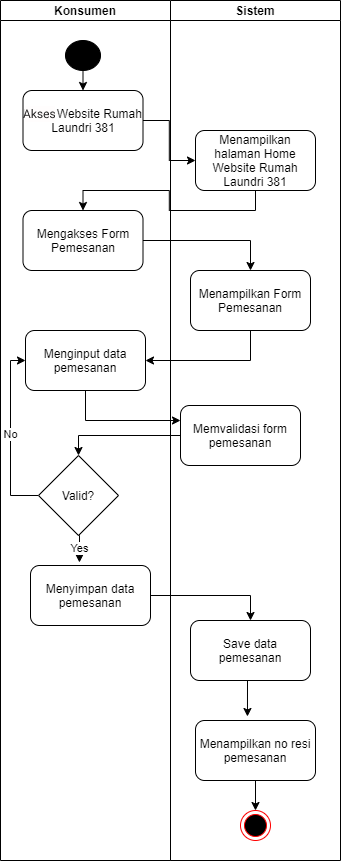 Konsumen
Sistem
Akses Website Rumah
Laundri 381
Menampilkan
halaman Home
Website Rumah
Laundri 381
Mengakses Form
Pemesanan
Menampilkan Form
Pemesanan
Menginput data
pemesanan
No
Memvalidasi form
pemesanan
Valid?
Yes
Menyimpan data
pemesanan
Save data
pemesanan
Menampilkan no resi
pemesanan